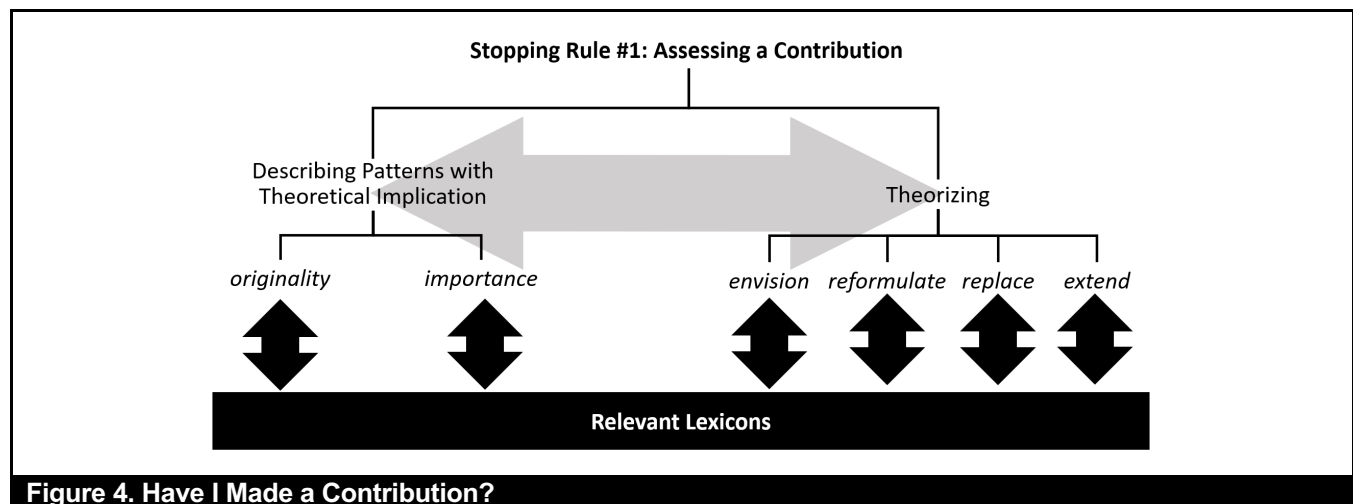 Stopping Rule #1: Assessing a Contribution
Describing Patterns with
Theoretical Implication
Theorizing
originality
importance
envision
reformulate
replace
extend
Relevant Lexicons
Figure 4. Have I Made a Contribution?